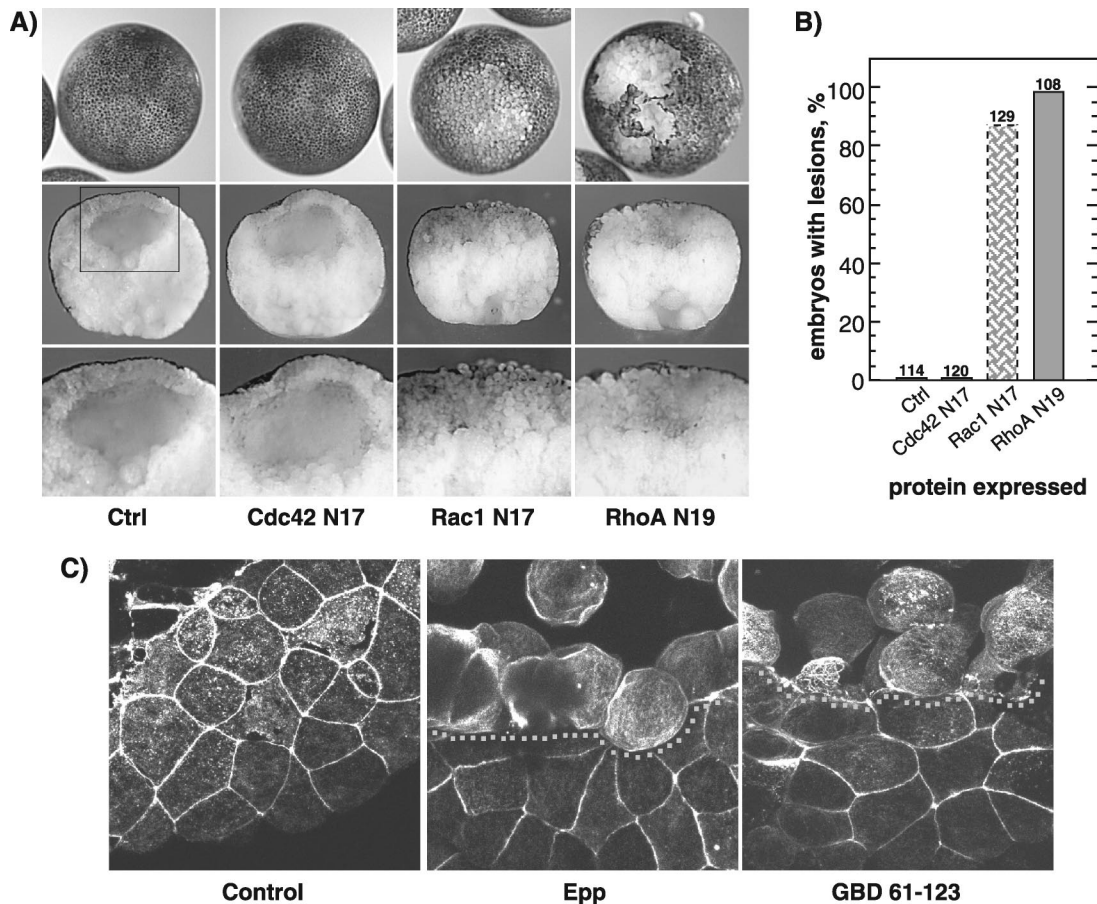 A)
Ctrl
Cdc42 N17
Rac1 N17
RhoA N19
B)
embryos with lesions, %
100
80
60
40
20
0
114
120
129
108
Ctrl
Cdc42 N17
Rac1 N17
RhoA N19
protein expressed
C)
Control
Epp
GBD 61-123